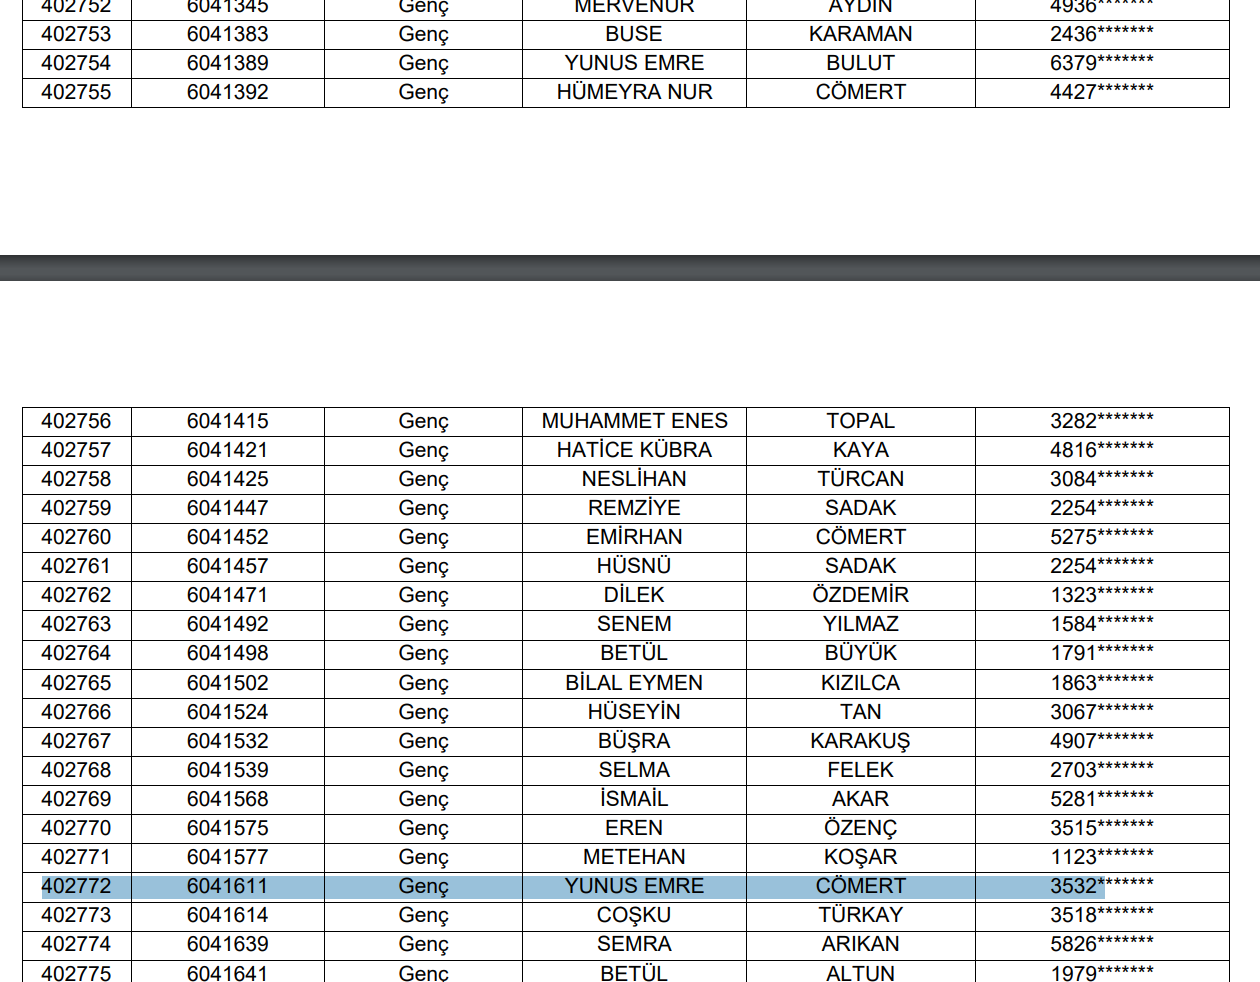 402752 6041345 Genç MERVENUR AYDIN 4936*******
402753 6041383 Genç BUSE KARAMAN 2436*******
402754 6041389 Genç YUNUS EMRE BULUT 6379*******
402755 6041392 Genç HÜMEYRA NUR CÖMERT 4427*******
402756 6041415 Genç MUHAMMET ENES TOPAL 3282*******
402757 6041421 Genç HATİCE KÜBRA KAYA 4816*******
402758 6041425 Genç NESLİHAN TÜRCAN 3084*******
402759 6041447 Genç REMZİYE SADAK 2254*******
402760 6041452 Genç EMİRHAN CÖMERT 5275*******
402761 6041457 Genç HÜSNÜ SADAK 2254*******
402762 6041471 Genç DİLEK ÖZDEMİR 1323*******
402763 6041492 Genç SENEM YILMAZ 1584*******
402764 6041498 Genç BETÜL BÜYÜK 1791*******
402765 6041502 Genç BİLAL EYMEN KIZILCA 1863*******
402766 6041524 Genç HÜSEYİN TAN 3067*******
402767 6041532 Genç BÜŞRA KARAKUŞ 4907*******
402768 6041539 Genç SELMA FELEK 2703*******
402769 6041568 Genç İSMAİL AKAR 5281*******
402770 6041575 Genç EREN ÖZENÇ 3515*******
402771 6041577 Genç METEHAN KOŞAR 1123*******
402772 6041611 Genç YUNUS EMRE CÖMERT 3532*******
402773 6041614 Genç COŞKU TÜRKAY 3518*******
402774 6041639 Genç SEMRA ARIKAN 5826*******
402775 6041641 Genç BETÜL ALTUN 1979*******